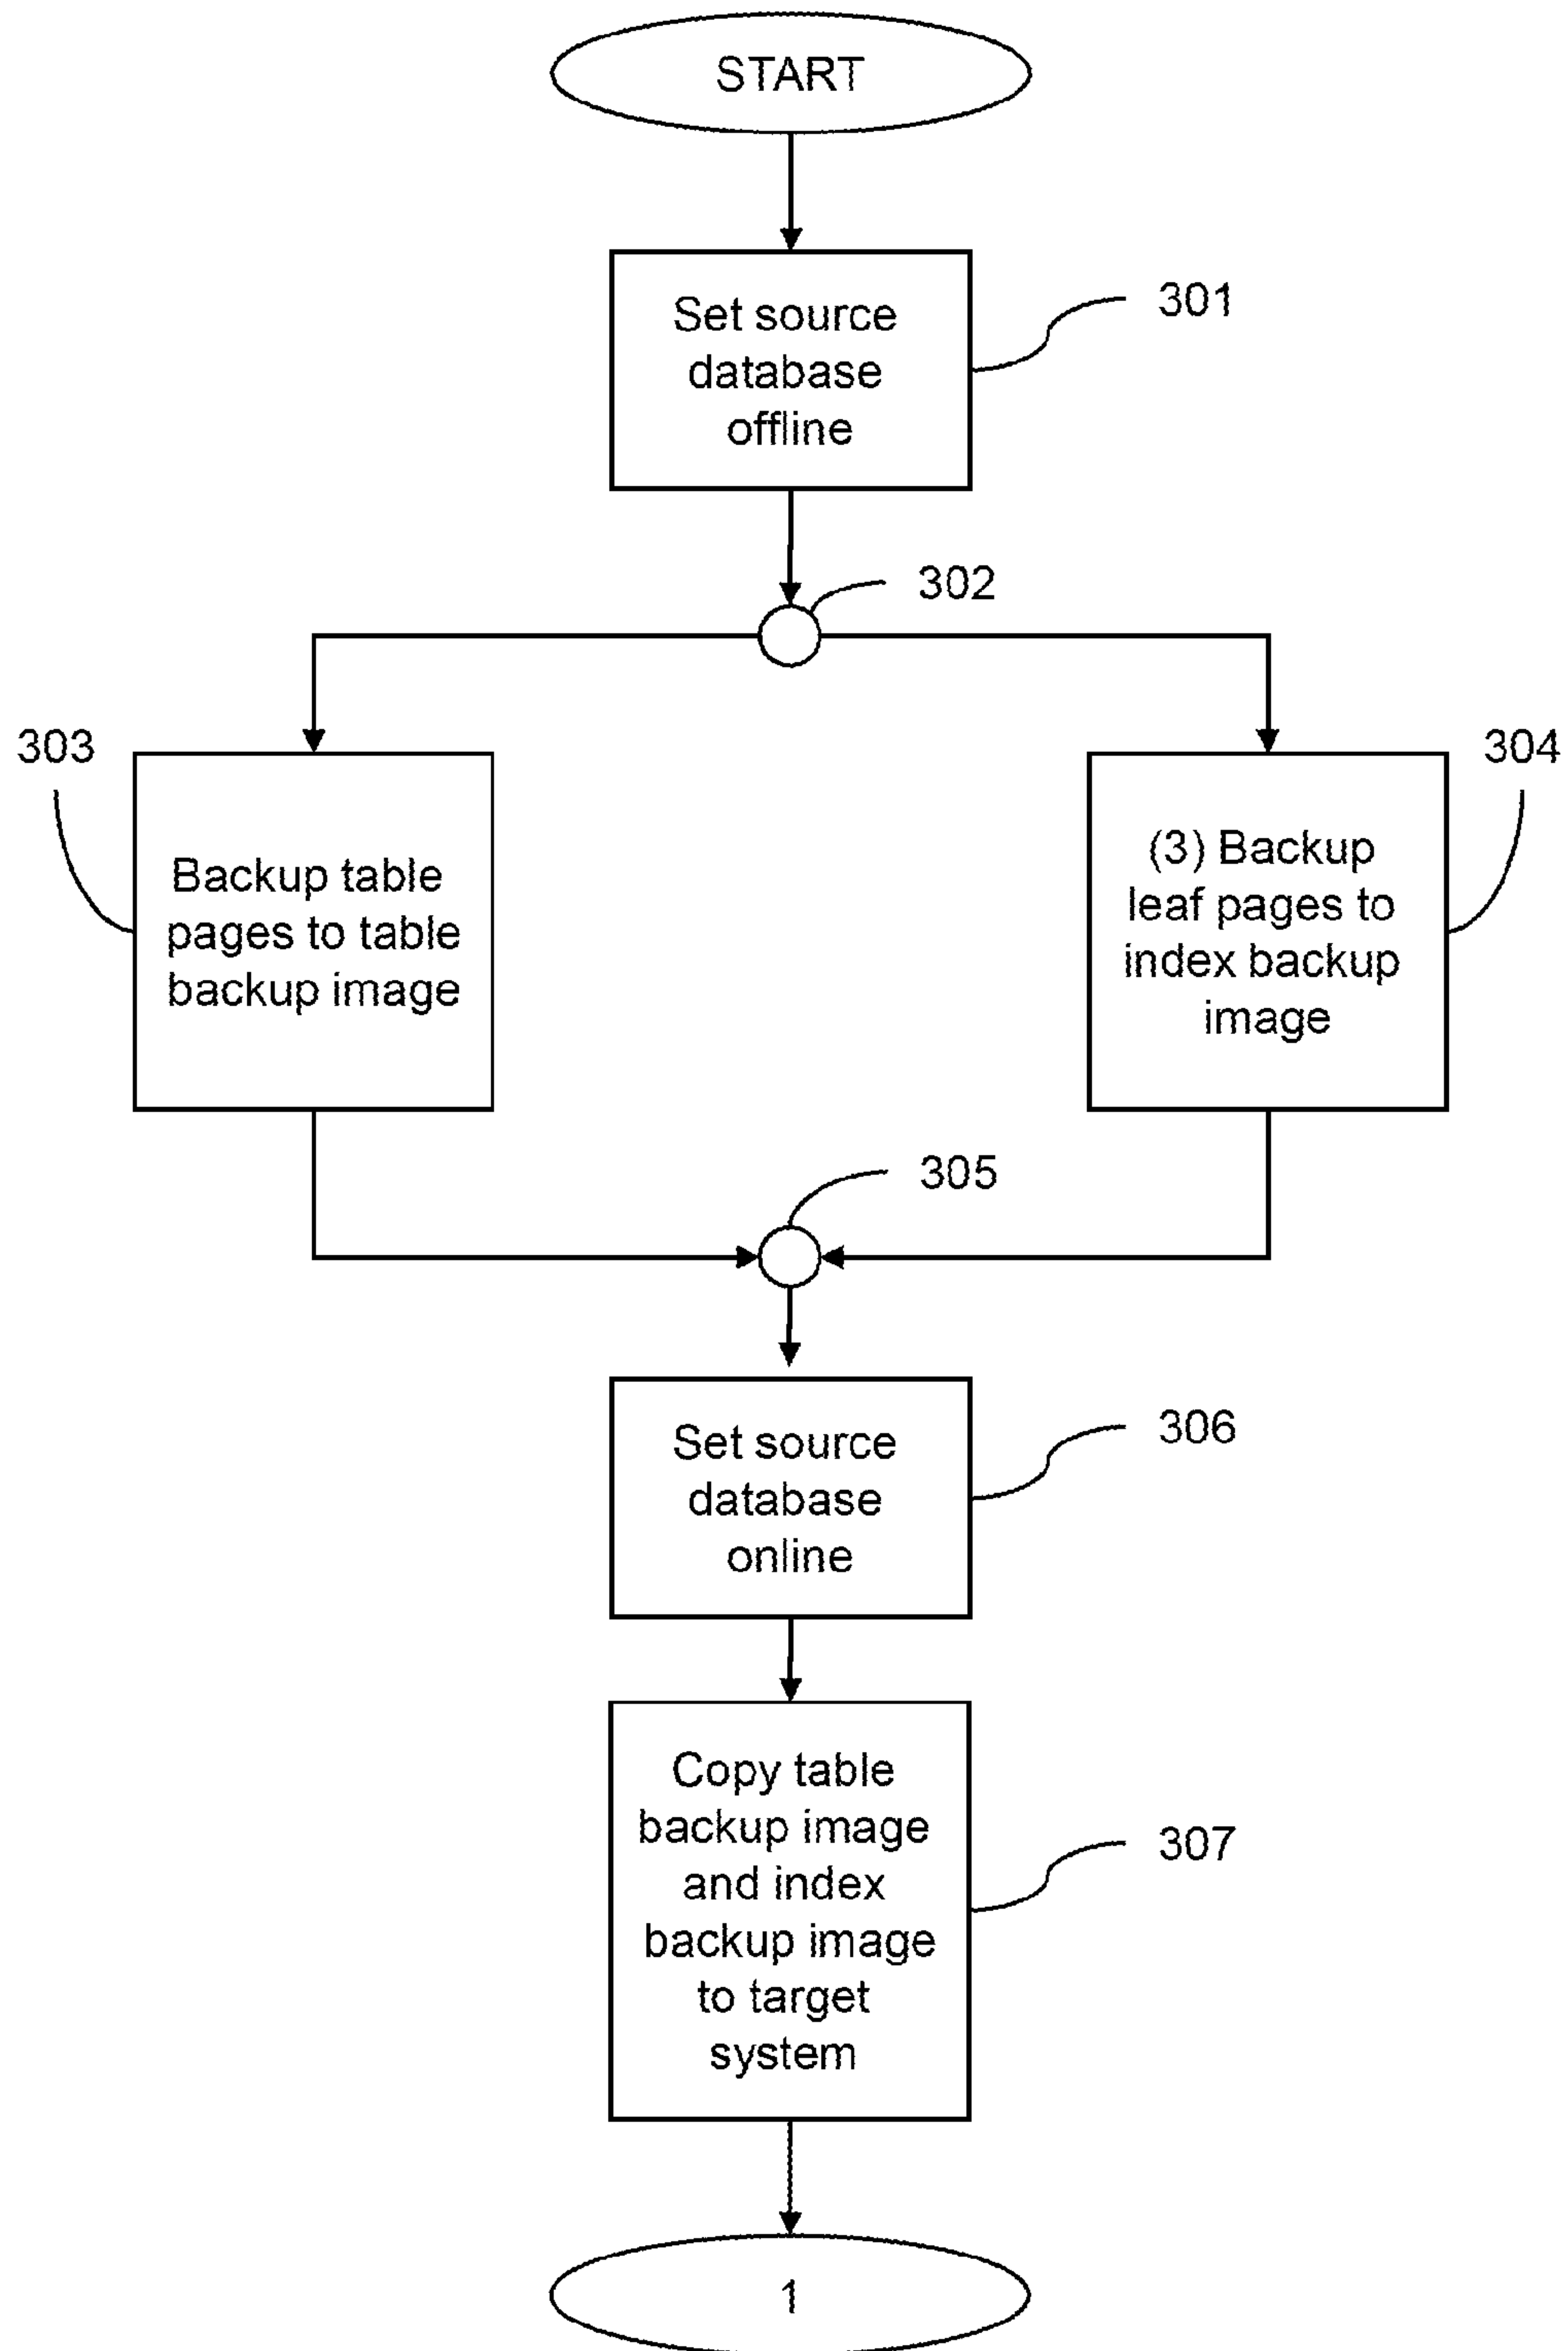 START
Set source
database
offline
301
302
303
Backup table
pages to table
backup image
(3) Backup
leaf pages to
index backup
image
304
305
Set source
database
online
306
Copy table
backup image
and index
backup image
to target
system
307
1